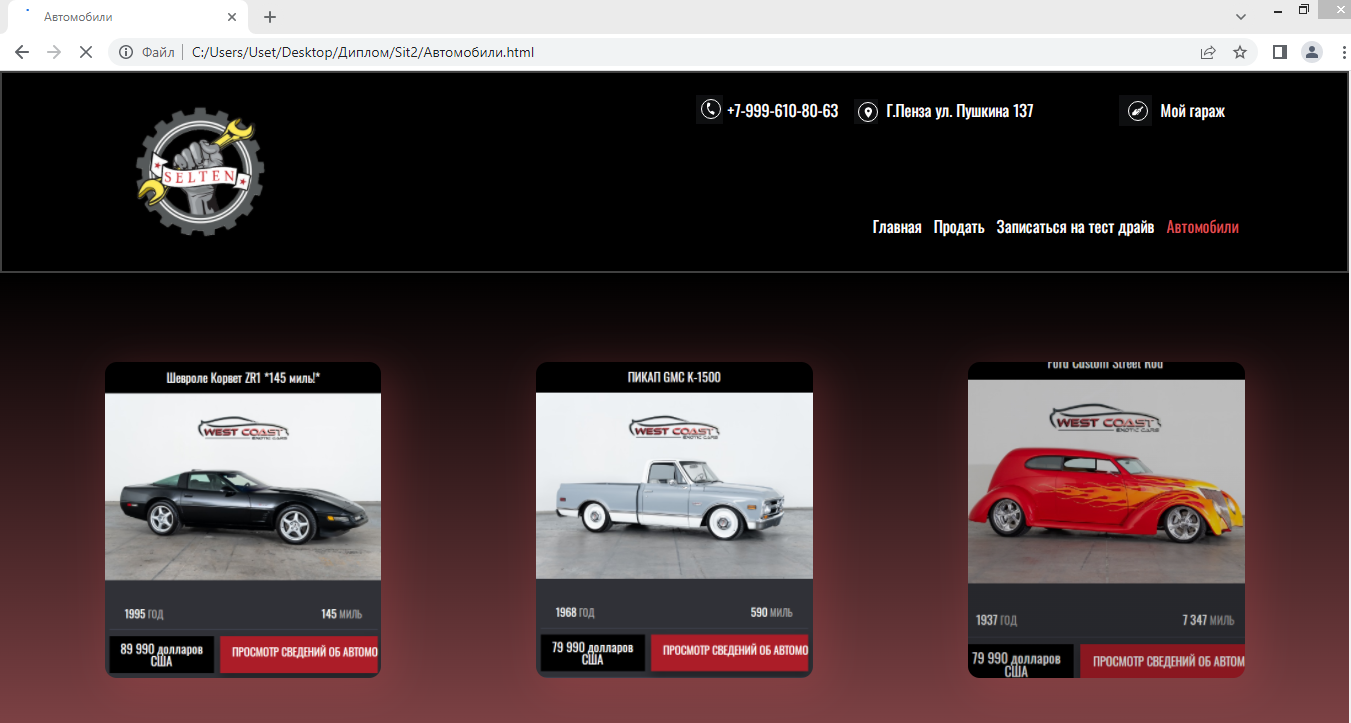 Автомобили
Файл C:/Users/Uset/Desktop/Диплом/Sit2/Автомобили.html
+7-999-610-80-63 Г.Пенза ул. Пушкина 137 Мой гараж
SELTEN
Главная Продать Записаться на тест драйв Автомобили
Шевроле Корвет ZR1 *145 миль!*
WEST COAST
EXOTIC CARS
1995 ГОД 145 МИЛЬ
89 990 долларов
США
ПРОСМОТР СВЕДЕНИЙ ОБ АВТОМО
ПИКАП GMC K-1500
WEST COAST
EXOTIC CARS
1968 ГОД 590 МИЛЬ
79 990 долларов
США
ПРОСМОТР СВЕДЕНИЙ ОБ АВТОМО
Ford Custom Street Rod
WEST COAST
EXOTIC CARS
1937 ГОД 7 347 МИЛЬ
79 990 долларов
США
ПРОСМОТР СВЕДЕНИЙ ОБ АВТОМ